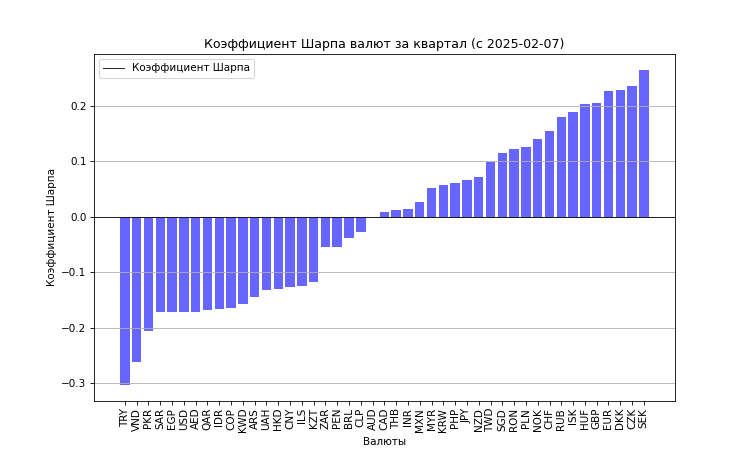 Коэффициент Шарпа валют за квартал (с 2025-02-07)
Коэффициент Шарпа
Коэффициент Шарпа
0.2
0.1
0.0
−0.1
−0.2
−0.3
TRY VND PKR SAR EGP USD AED QAR IDR COP KWD ARS UAH HKD CNY ILS KZT ZAR PEN BRL CLP AUD CAD THB INR MXN MYR KRW PHP JPY NZD TWD SGD RON PLN NOK CHF RUB ISK HUF GBP EUR DKK CZK SEK
Валюты